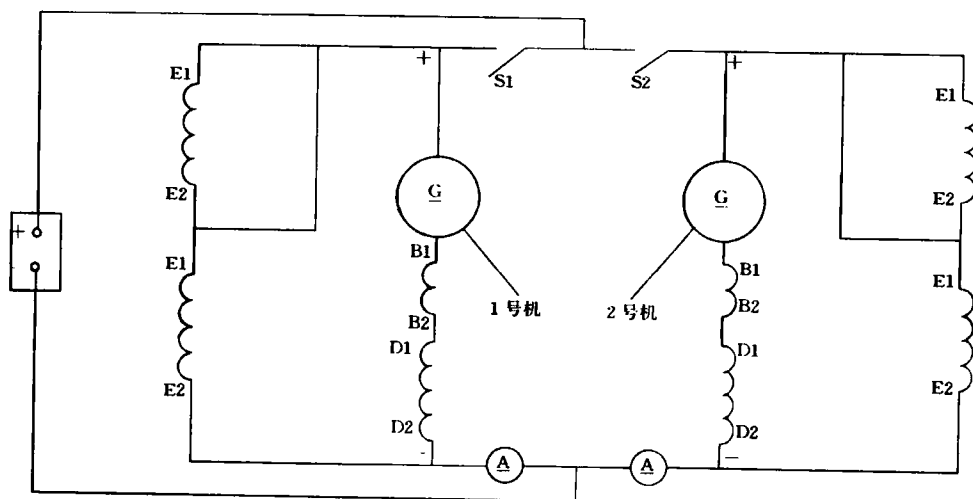 E1
+
S1
S2
+
E1
E2
G
G
E2
+
-
E1
B1
B1
E1
1 号机
2 号机
B2
B2
D1
D1
E2
E2
D2
D2
-
A
A
—